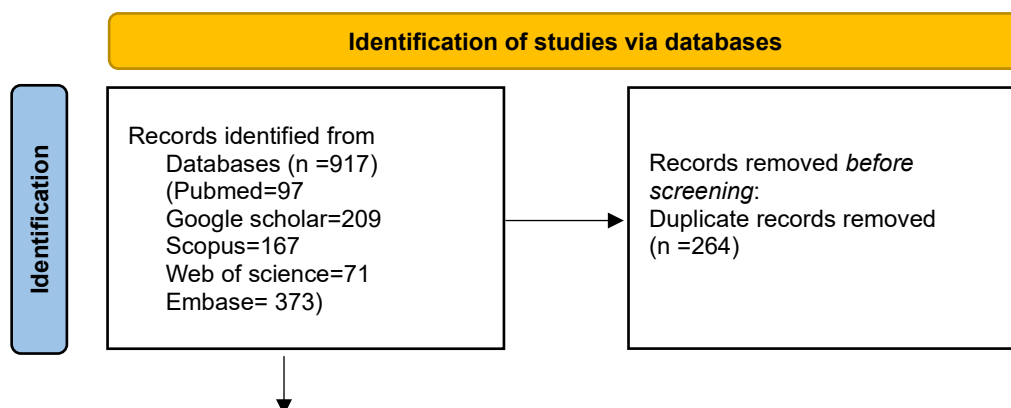 Identification of studies via databases
Identification
Records identified from
Databases (n =917)
(Pubmed=97
Google scholar=209
Scopus=167
Web of science=71
Embase= 373)
Records removed before
screening:
Duplicate records removed
(n =264)